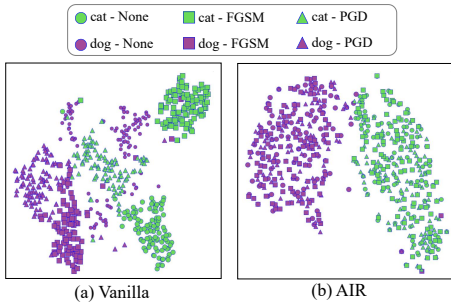 cat - None cat - FGSM cat - PGD
dog - None dog - FGSM dog - PGD
(a) Vanilla (b) AIR